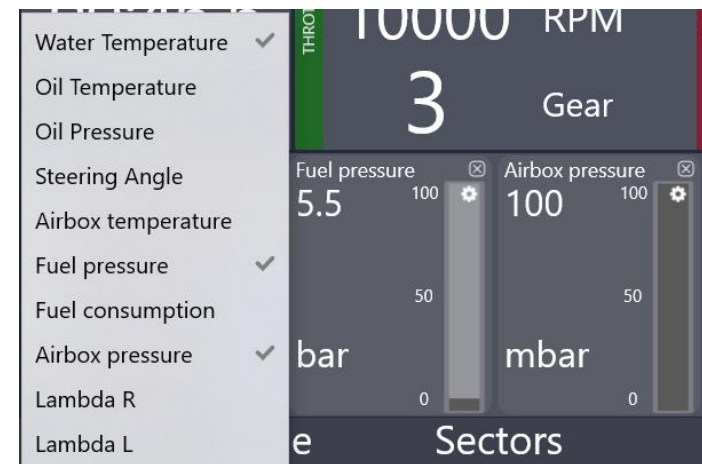 Water Temperature
Oil Temperature
Oil Pressure
Steering Angle
Airbox temperature
Fuel pressure
Fuel consumption
Airbox pressure
Lambda R
Lambda L
10000 RPM
3 Gear
Fuel pressure
5.5
100
50
bar
0
Airbox pressure
100
100
50
mbar
0
Sectors